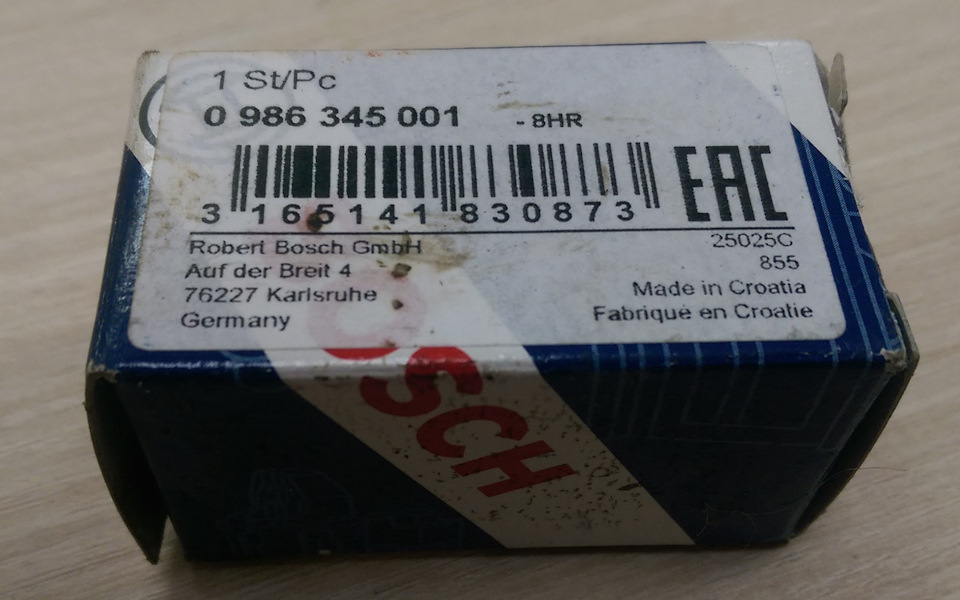 1 St/Pc
0 986 345 001 - 8HR
3 165141 830873 EAC
Robert Bosch GmbH 25025C
Auf der Breit 4 855
76227 Karlsruhe Made in Croatia
Germany Fabriqué en Croatie
BOSCH